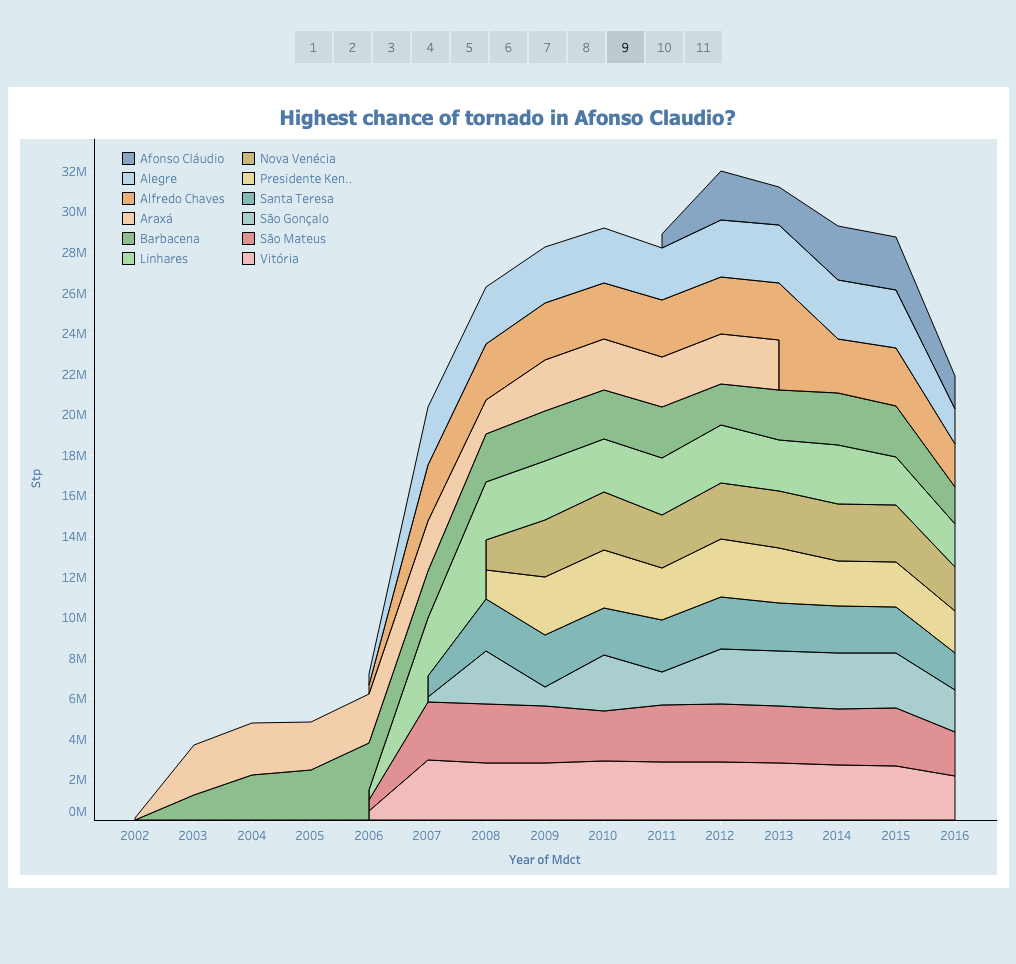 1 2 3 4 5 6 7 8 9 10 11
Highest chance of tornado in Afonso Claudio?
Afonso Cláudio
Alegre
Alfredo Chaves
Araxá
Barbacena
Linhares
Nova Venécia
Presidente Ken..
Santa Teresa
São Gonçalo
São Mateus
Vitória
32M
30M
28M
26M
24M
22M
20M
18M
16M
14M
12M
10M
8M
6M
4M
2M
0M
Stp
2002 2003 2004 2005 2006 2007 2008 2009 2010 2011 2012 2013 2014 2015 2016
Year of Mdct